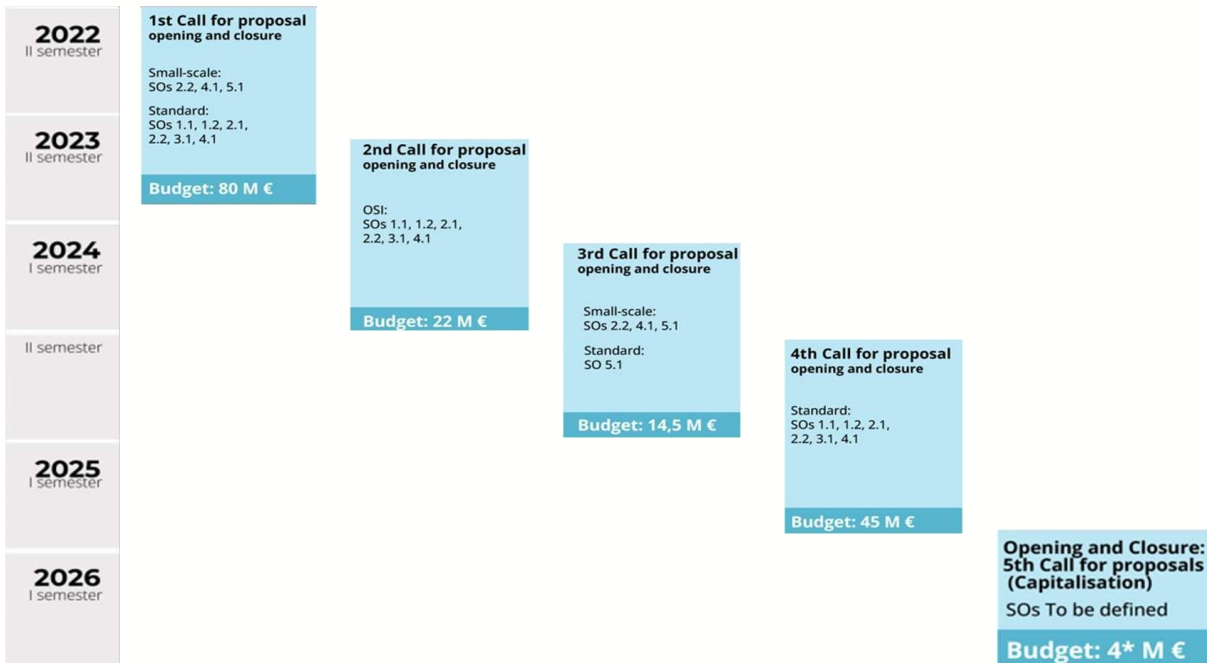 2022
II semester
2023
II semester
2024
I semester
II semester
2025
I semester
2026
I semester
1st Call for proposal
opening and closure
Small-scale:
SOs 2.2, 4.1, 5.1
Standard:
SOs 1.1, 1.2, 2.1,
2.2, 3.1, 4.1
Budget: 80 M €
2nd Call for proposal
opening and closure
OSI:
SOs 1.1, 1.2, 2.1,
2.2, 3.1, 4.1
Budget: 22 M €
3rd Call for proposal
opening and closure
Small-scale:
SOs 2.2, 4.1, 5.1
Standard:
SO 5.1
Budget: 14,5 M €
4th Call for proposal
opening and closure
Standard:
SOs 1.1, 1.2, 2.1,
2.2, 3.1, 4.1
Budget: 45 M €
Opening and Closure:
5th Call for proposals
(Capitalisation)
SOs To be defined
Budget: 4* M €